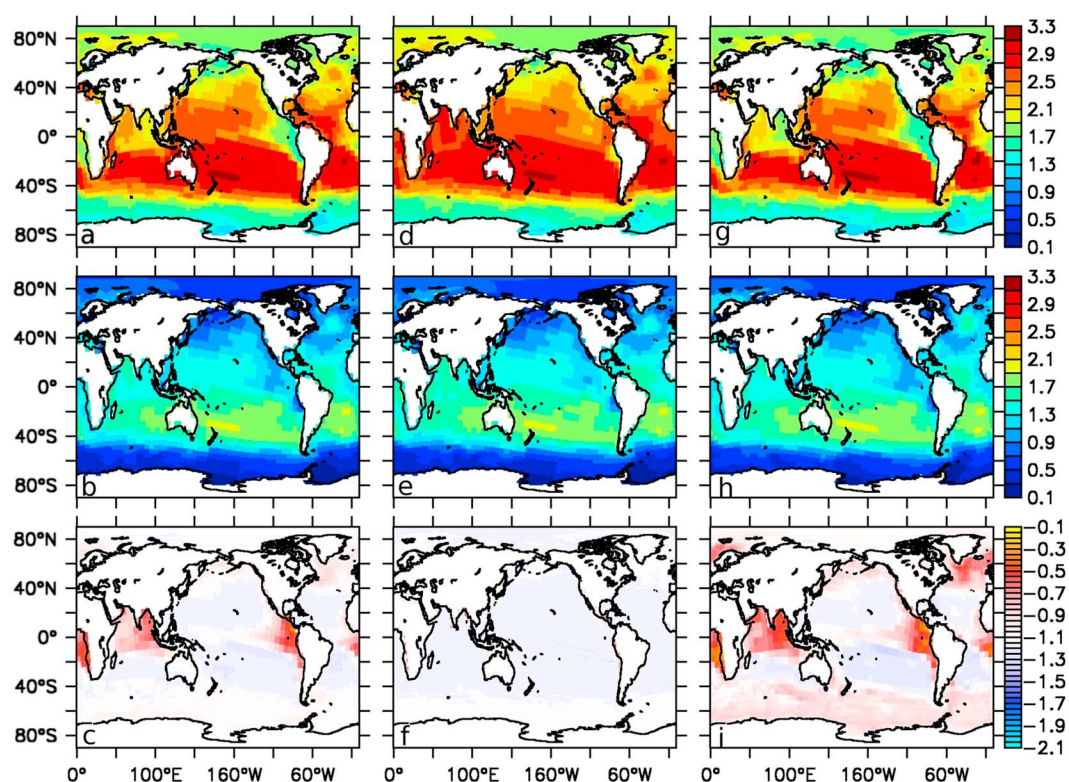 80°N
40°N
0°
40°S
80°S
a
d
g
3.3
2.9
2.5
2.1
1.7
1.3
0.9
0.5
0.1
80°N
40°N
0°
40°S
80°S
b
e
h
3.3
2.9
2.5
2.1
1.7
1.3
0.9
0.5
0.1
80°N
40°N
0°
40°S
80°S
c
f
i
-0.1
-0.3
-0.5
-0.7
-0.9
-1.1
-1.3
-1.5
-1.7
-1.9
-2.1
0° 100°E 160°W 60°W 0° 100°E 160°W 60°W 0° 100°E 160°W 60°W